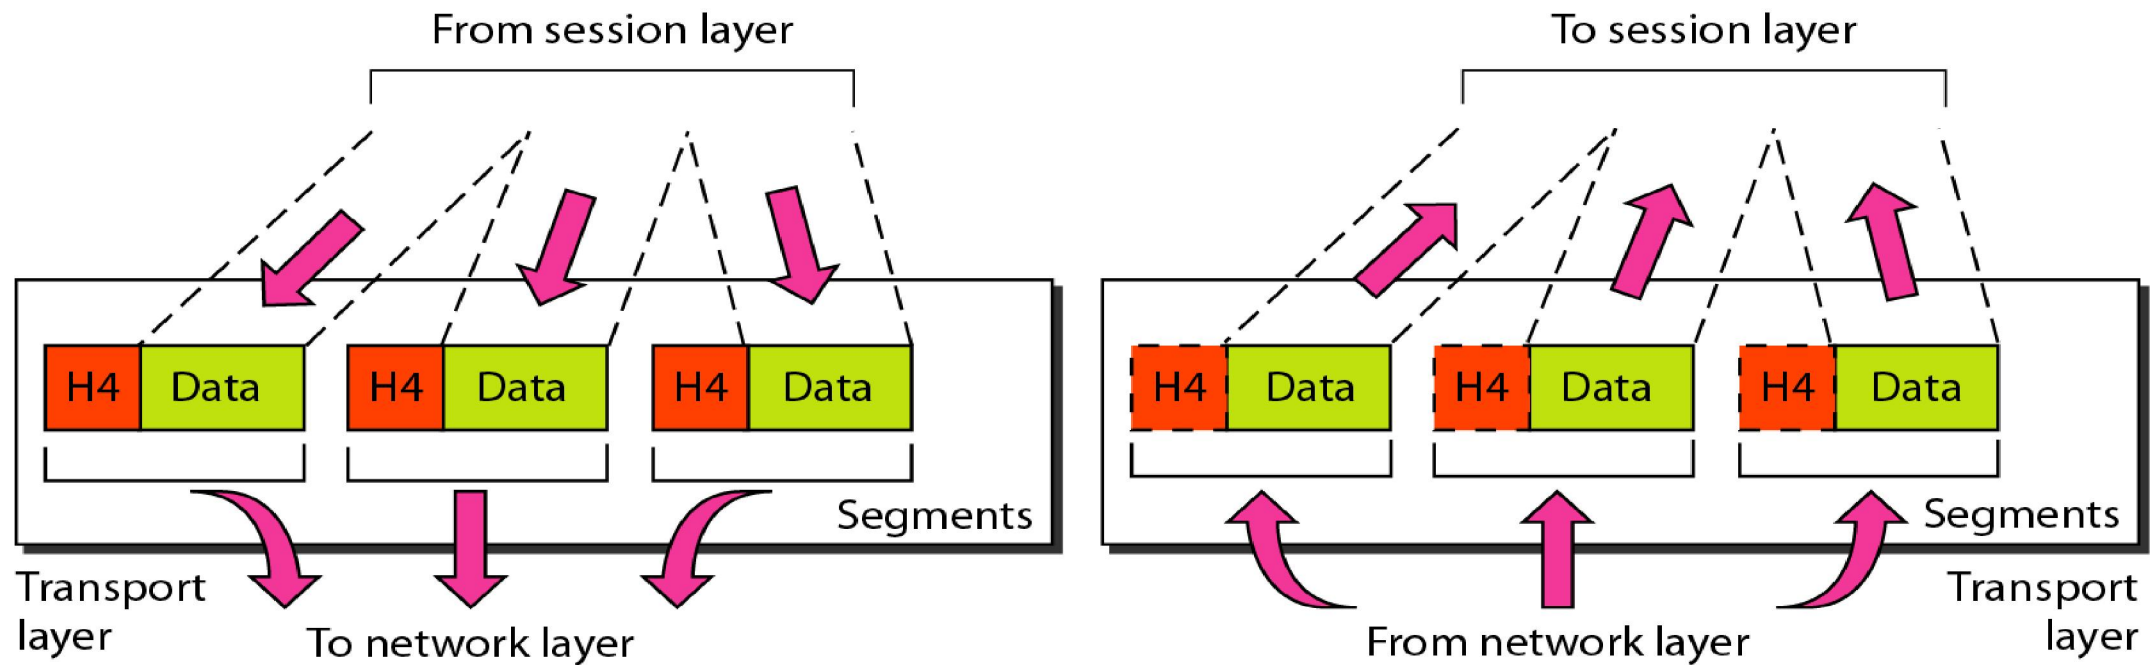 From session layer
H4 Data H4 Data H4 Data
Segments
Transport
layer
To network layer
To session layer
H4 Data H4 Data H4 Data
Segments
Transport
layer
From network layer